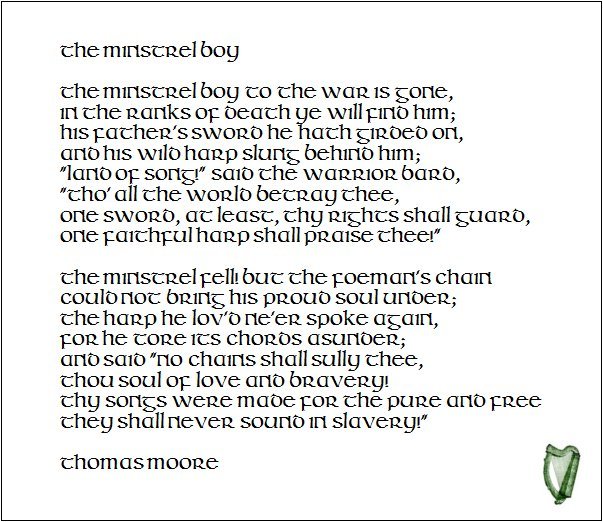 the minstrel boy
the minstrel boy to the war is gone,
in the ranks of death ye will find him;
his father's sword he hath girded on,
and his wild harp slung behind him;
"land of song!" said the warrior bard,
"tho' all the world betray thee,
one sword, at least, thy rights shall guard,
one faithful harp shall praise thee!"
the minstrel fell! but the foeman's chain
could not bring his proud soul under;
the harp he lov'd ne'er spoke again,
for he tore its chords asunder;
and said "no chains shall sully thee,
thou soul of love and bravery!
thy songs were made for the pure and free
they shall never sound in slavery!"
thomas moore